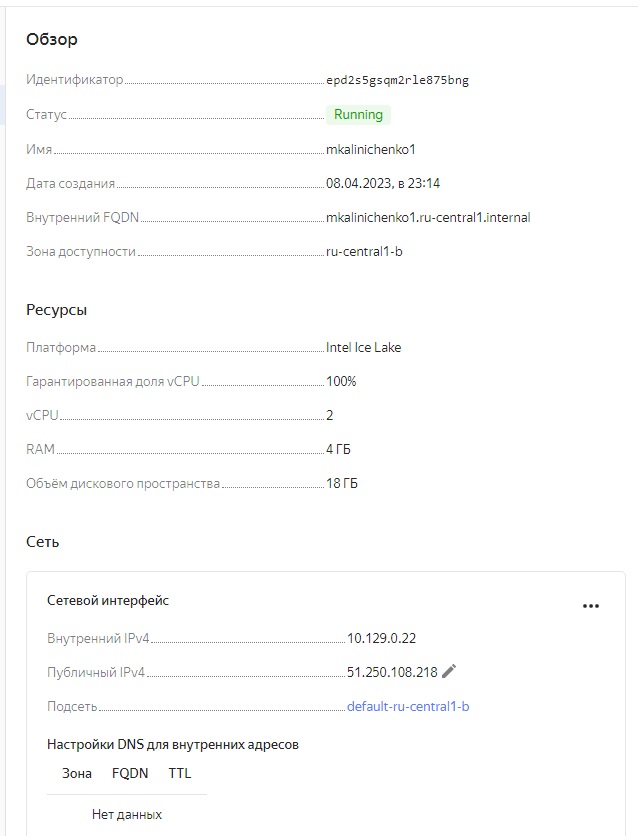 Обзор
Идентификатор epd2s5gsqm2rle875bng
Статус Running
Имя mkalinichenko1
Дата создания 08.04.2023, в 23:14
Внутренний FQDN mkalinichenko1.ru-central1.internal
Зона доступности ru-central1-b
Ресурсы
Платформа Intel Ice Lake
Гарантированная доля vCPU 100%
vCPU 2
RAM 4 ГБ
Объём дискового пространства 18 ГБ
Сеть
Сетевой интерфейс
Внутренний IPv4 10.129.0.22
Публичный IPv4 51.250.108.218
Подсеть default-ru-central1-b
Настройки DNS для внутренних адресов
Зона FQDN TTL
Нет данных